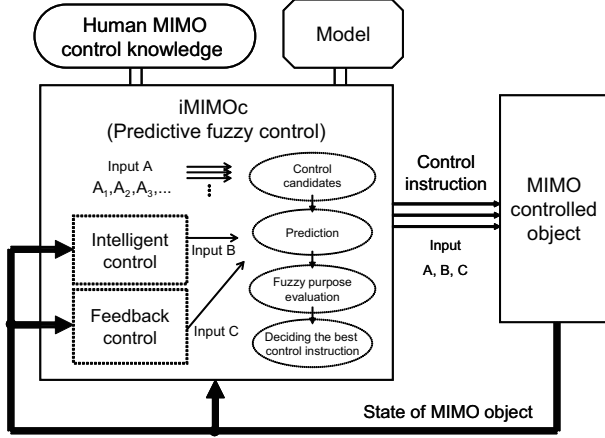 Human MIMO
control knowledge
Model
iMIMOc
(Predictive fuzzy control)
Input A
A₁,A₂,A₃,...
Control
candidates
Prediction
Fuzzy purpose
evaluation
Deciding the best
control instruction
Intelligent
control
Input B
Feedback
control
Input C
Control
instruction
Input
A, B, C
MIMO
controlled
object
State of MIMO object